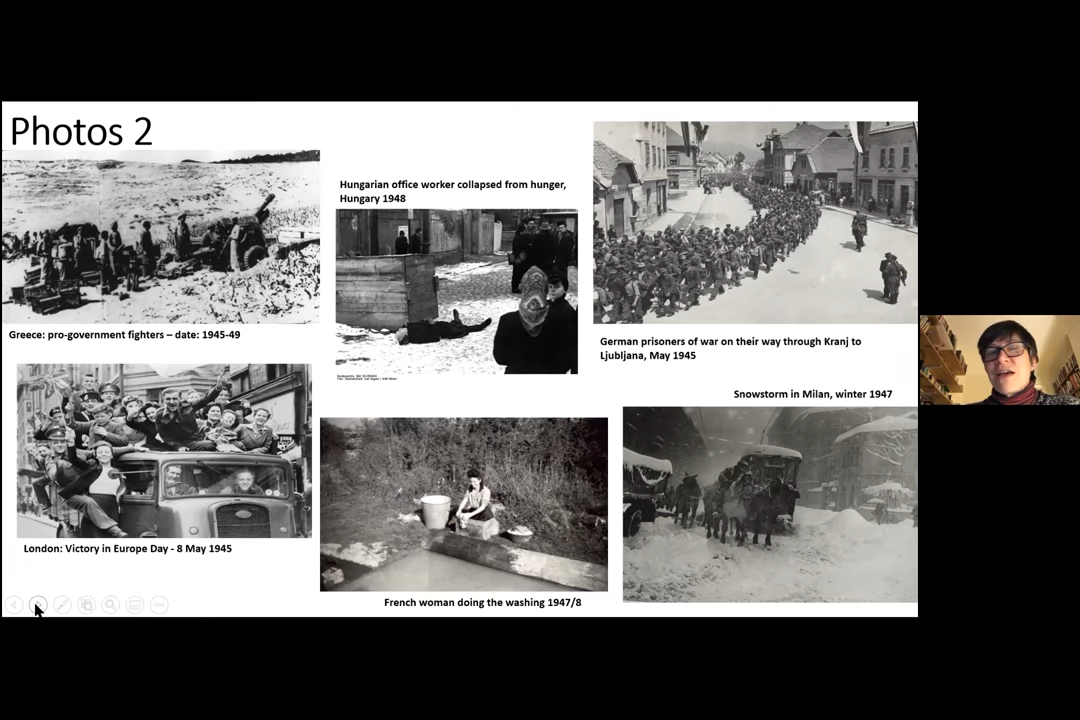 Photos 2
Hungarian office worker collapsed from hunger,
Hungary 1948
Greece: pro-government fighters – date: 1945-49
German prisoners of war on their way through Kranj to
Ljubljana, May 1945
Snowstorm in Milan, winter 1947
London: Victory in Europe Day - 8 May 1945
French woman doing the washing 1947/8